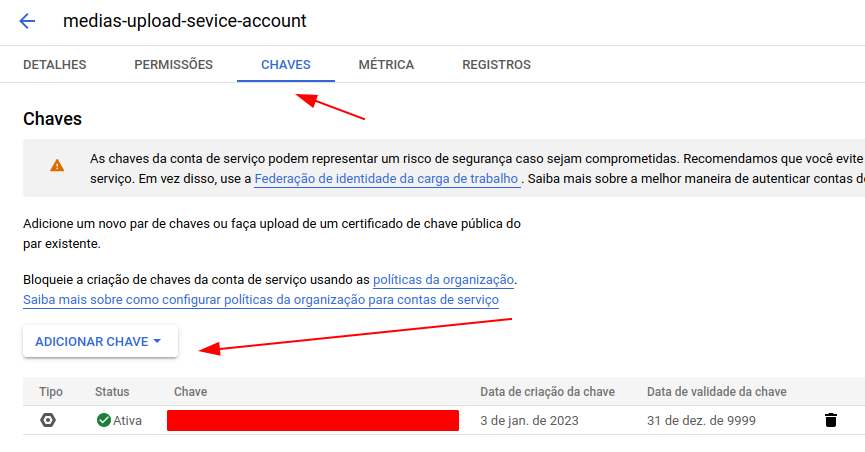 medias-upload-sevice-account
DETALHES PERMISSÕES CHAVES MÉTRICA REGISTROS
Chaves
As chaves da conta de serviço podem representar um risco de segurança caso sejam comprometidas. Recomendamos que você evite
serviço. Em vez disso, use a Federação de identidade da carga de trabalho . Saiba mais sobre a melhor maneira de autenticar contas
Adicione um novo par de chaves ou faça upload de um certificado de chave pública do
par existente.
Bloqueie a criação de chaves da conta de serviço usando as políticas da organização.
Saiba mais sobre como configurar políticas da organização para contas de serviço
ADICIONAR CHAVE
Tipo Status Chave Data de criação da chave Data de validade da chave
Ativa 3 de jan. de 2023 31 de dez. de 9999